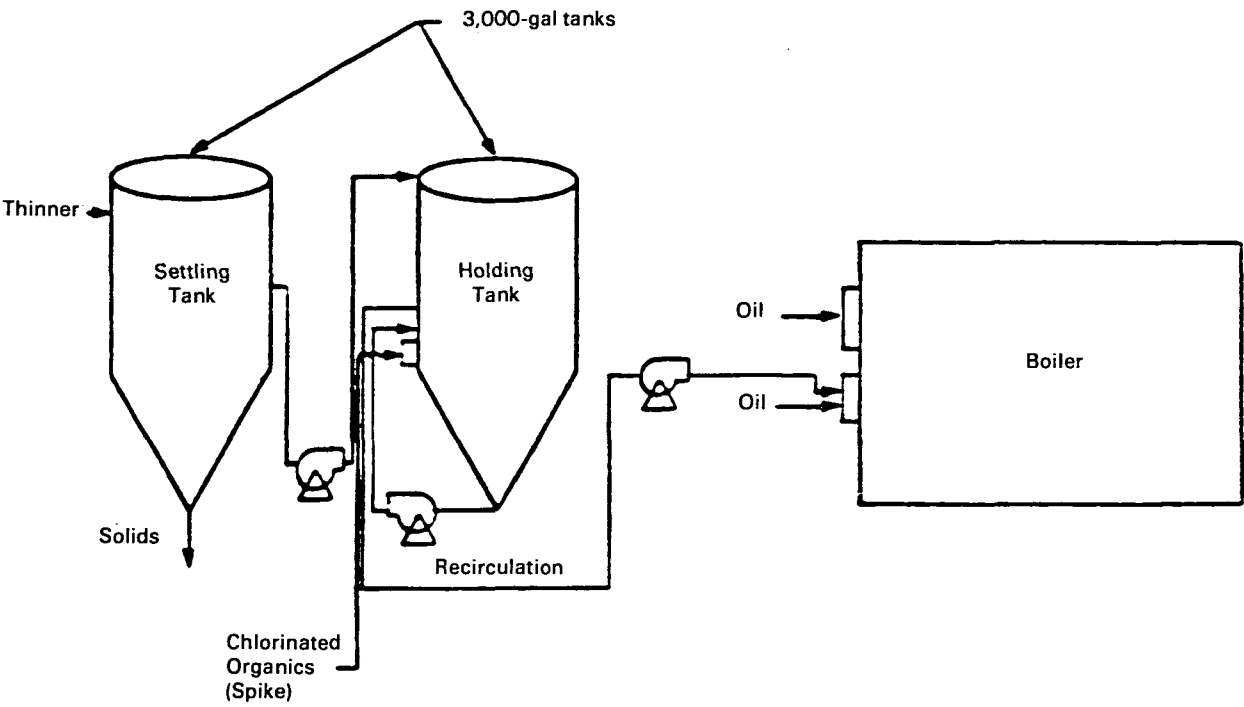 3,000-gal tanks
Thinner
Settling
Tank
Holding
Tank
Oil
Boiler
Oil
Solids
Recirculation
Chlorinated
Organics
(Spike)